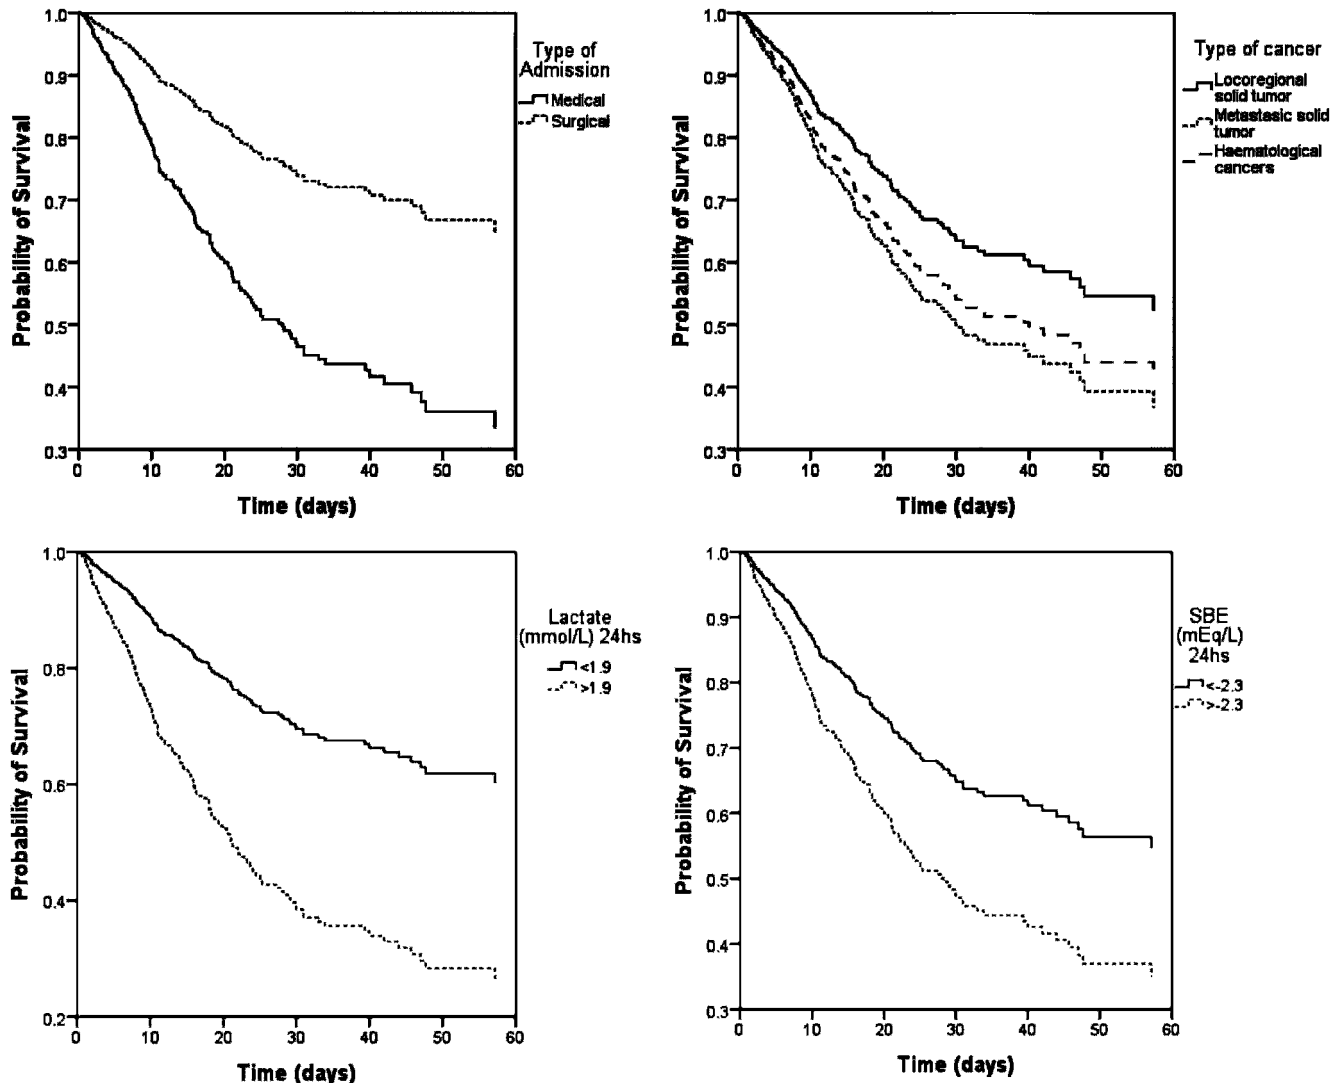 Type of
Admission
Medical
Surgical
Probability of Survival
1.0
0.9
0.8
0.7
0.6
0.5
0.4
0.3
0 10 20 30 40 50 60
Time (days)
Type of cancer
Locoregional
solid tumor
Metastasic solid
tumor
Haematological
cancers
Probability of Survival
1.0
0.9
0.8
0.7
0.6
0.5
0.4
0.3
0 10 20 30 40 50 60
Time (days)
Lactate
(mmol/L) 24hs
<1.9
>1.9
Probability of Survival
1.0
0.8
0.6
0.4
0.2
0 10 20 30 40 50 60
Time (days)
SBE
(mEq/L)
24hs
<-2.3
>-2.3
Probability of Survival
1.0
0.9
0.8
0.7
0.6
0.5
0.4
0.3
0 10 20 30 40 50 60
Time (days)